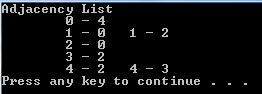 Adjacency List
0 - 4
1 - 0 1 - 2
2 - 0
3 - 2
4 - 2 4 - 3
Press any key to continue . . .